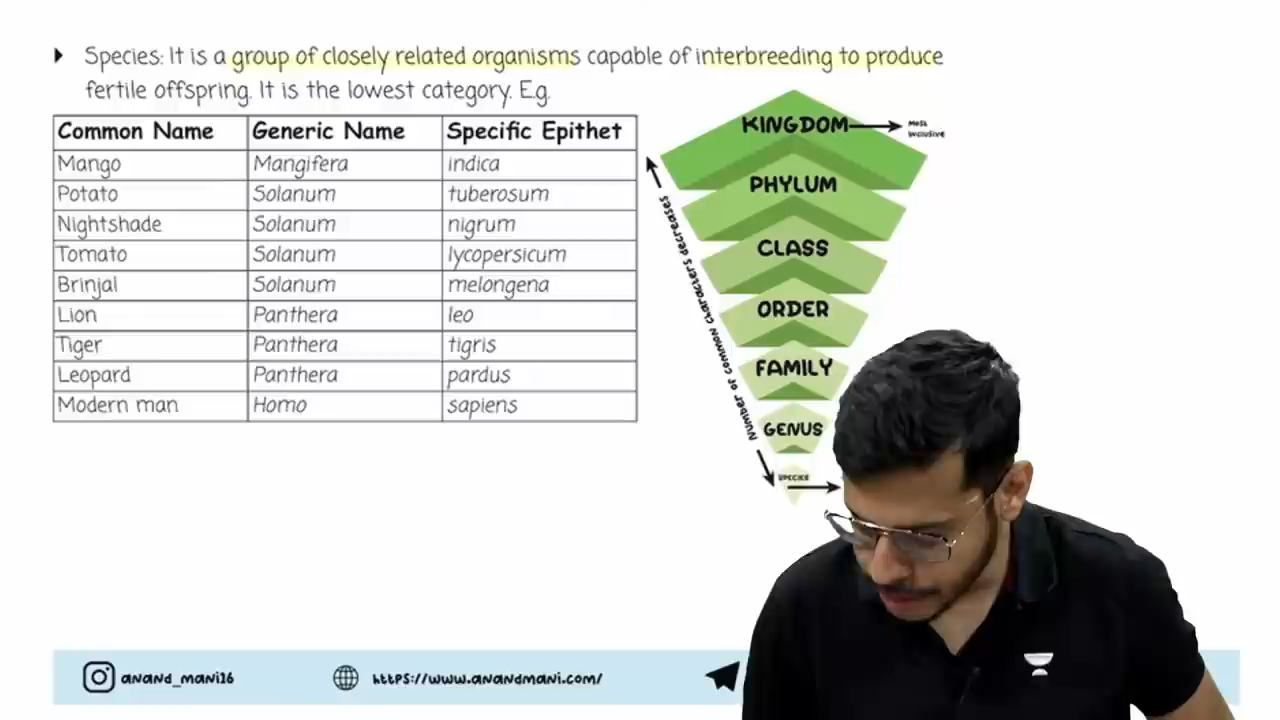 Species: It is a group of closely related organisms capable of interbreeding to produce
fertile offspring. It is the lowest category. E.g.
Common Name Generic Name Specific Epithet
Mango Mangifera indica
Potato Solanum tuberosum
Nightshade Solanum nigrum
Tomato Solanum lycopersicum
Brinjal Solanum melongena
Lion Panthera leo
Tiger Panthera tigris
Leopard Panthera pardus
Modern man Homo sapiens
KINGDOM
Most
Inclusive
PHYLUM
CLASS
ORDER
FAMILY
GENUS
SPECIES
Number of common characters decreases
anand_mani26
https://www.anandmani.com/